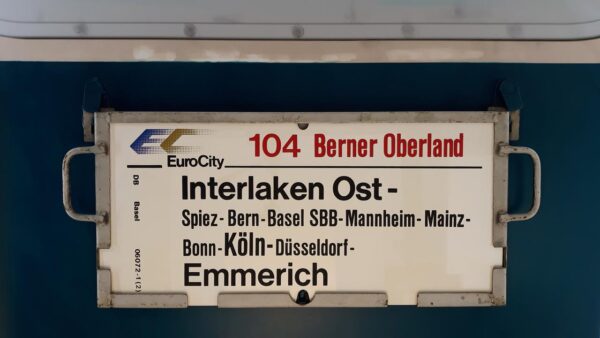 EC
EuroCity
104 Berner Oberland
Interlaken Ost-
Spiez-Bern-Basel SBB-Mannheim-Mainz-
Bonn-Köln-Düsseldorf-
Emmerich
DB Basel 06072-1(2)